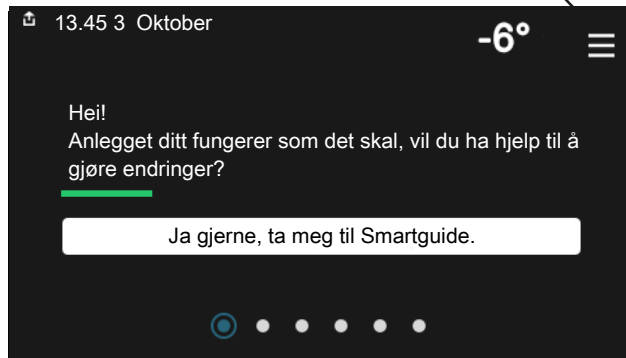 13.45 3 Oktober
-6°
Hei!
Anlegget ditt fungerer som det skal, vil du ha hjelp til å
gjøre endringer?
Ja gjerne, ta meg til Smartguide.